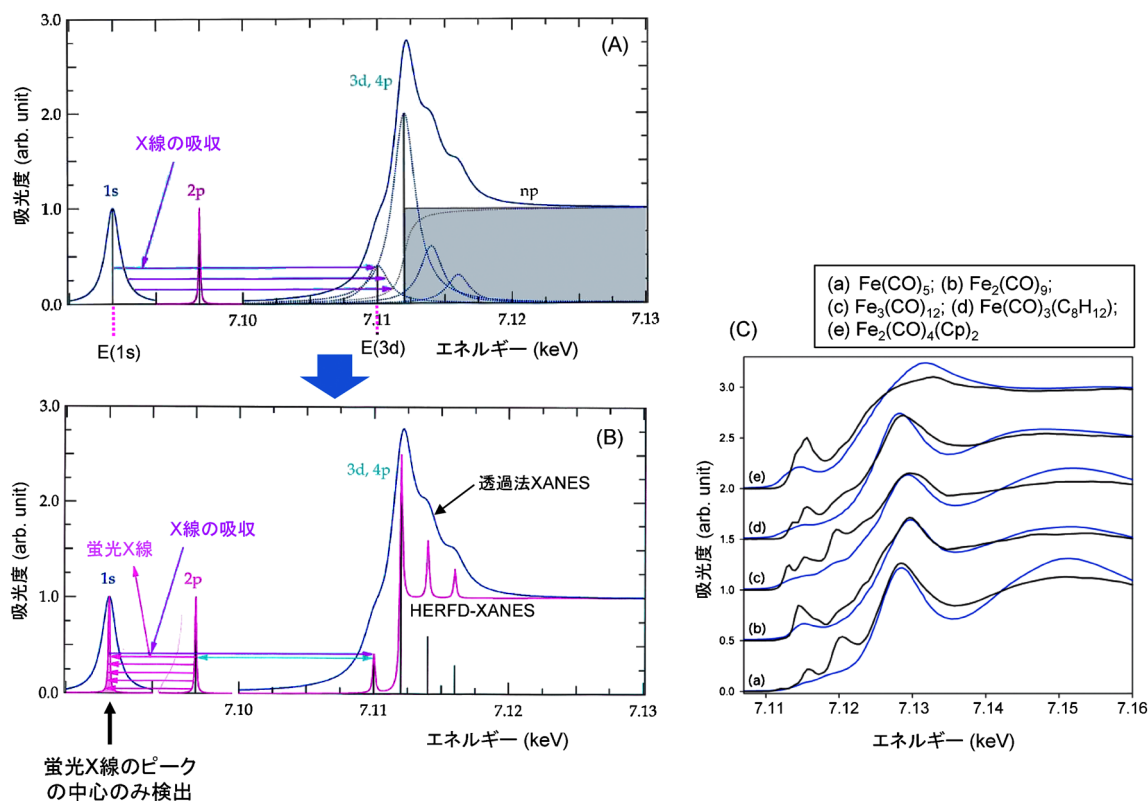 (A)
3.0
2.0
1.0
0.0
吸光度 (arb. unit)
3d, 4p
X線の吸収
1s
2p
np
7.10
7.11
7.12
7.13
E(1s)
E(3d)
エネルギー (keV)
(B)
3.0
2.0
1.0
0.0
吸光度 (arb. unit)
3d, 4p
透過法XANES
X線の吸収
蛍光X線
1s
2p
HERFD-XANES
7.10
7.11
7.12
7.13
エネルギー (keV)
蛍光X線のピーク
の中心のみ検出
(a) Fe(CO)5; (b) Fe2(CO)9;
(c) Fe3(CO)12; (d) Fe(CO)3(C8H12);
(e) Fe2(CO)4(Cp)2
(C)
3.0
2.5
2.0
1.5
1.0
0.5
0.0
吸光度 (arb. unit)
(e)
(d)
(c)
(b)
(a)
7.11
7.12
7.13
7.14
7.15
7.16
エネルギー (keV)